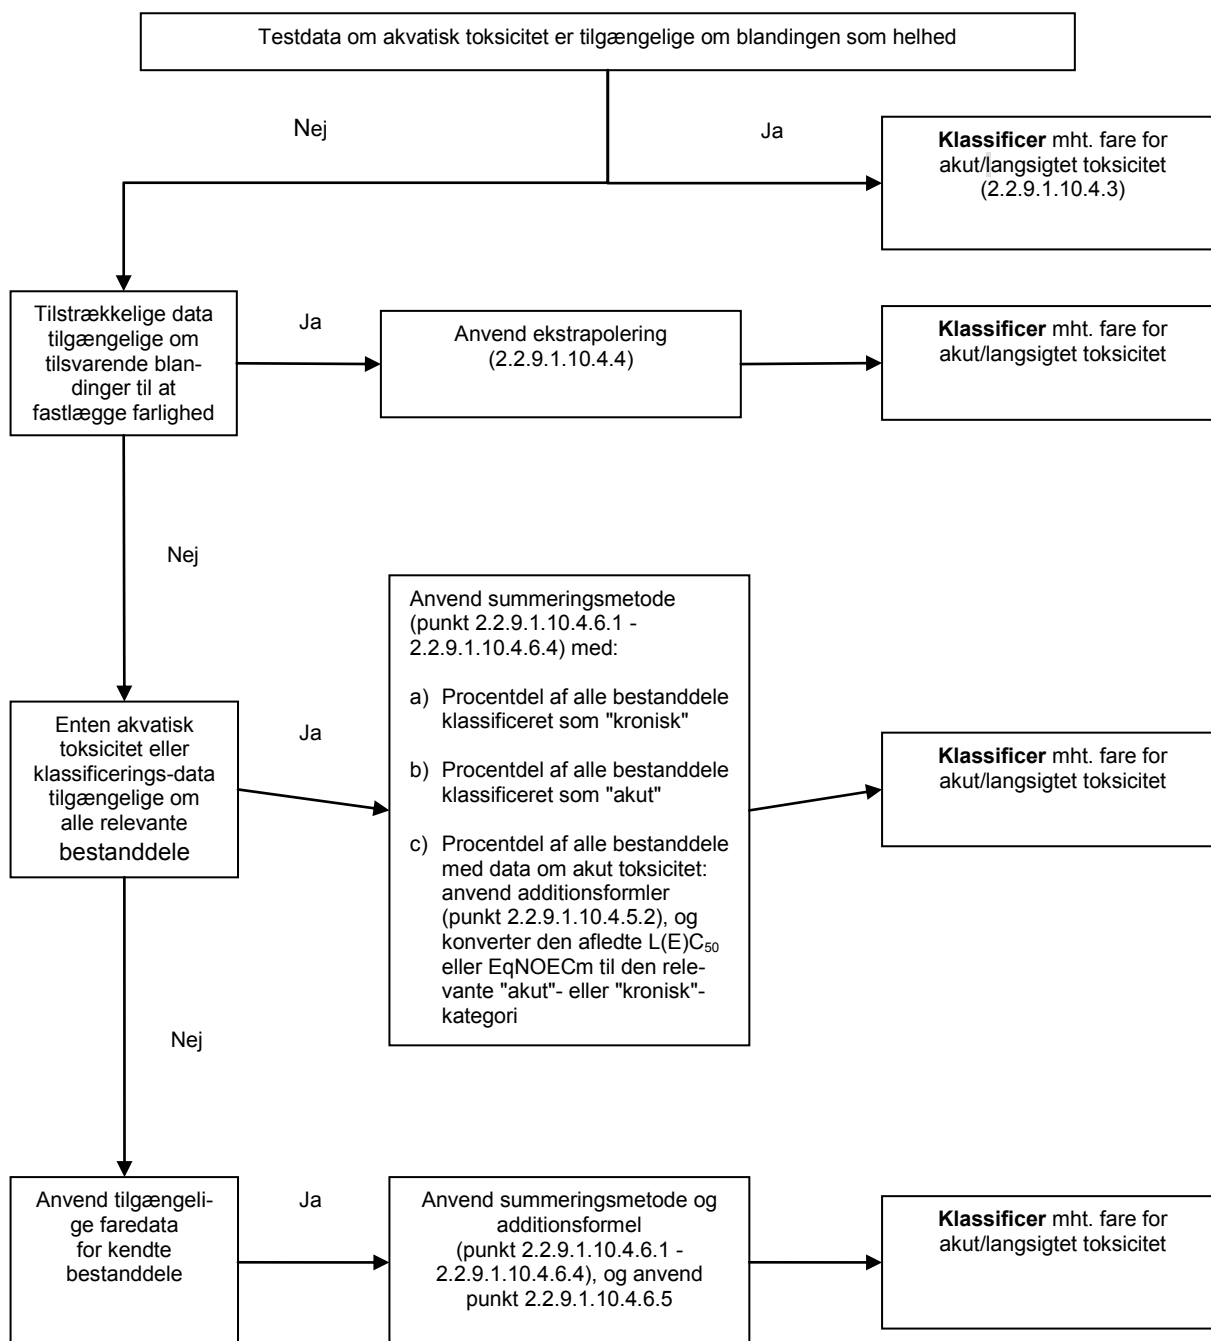 Testdata om akvatisk toksicitet er tilgængelige om blandingen som helhed
Nej
Ja
Klassificer mht. fare for
akut/langsigtet toksicitet
(2.2.9.1.10.4.3)
Tilstrækkelige data
tilgængelige om
tilsvarende blan-
dinger til at
fastlægge farlighed
Ja
Anvend ekstrapolering
(2.2.9.1.10.4.4)
Klassificer mht. fare for
akut/langsigtet toksicitet
Nej
Enten akvatisk
toksicitet eller
klassificerings-data
tilgængelige om
alle relevante
bestanddele
Ja
Anvend summeringsmetode
(punkt 2.2.9.1.10.4.6.1 -
2.2.9.1.10.4.6.4) med:
a) Procentdel af alle bestanddele
klassificeret som "kronisk"
b) Procentdel af alle bestanddele
klassificeret som "akut"
c) Procentdel af alle bestanddele
med data om akut toksicitet:
anvend additionsformler
(punkt 2.2.9.1.10.4.5.2), og
konverter den afledte L(E)C50
eller EqNOECm til den rele-
vante "akut"- eller "kronisk"-
kategori
Klassificer mht. fare for
akut/langsigtet toksicitet
Nej
Anvend tilgængeli-
ge faredata
for kendte
bestanddele
Ja
Anvend summeringsmetode og
additionsformel
(punkt 2.2.9.1.10.4.6.1 -
2.2.9.1.10.4.6.4), og anvend
punkt 2.2.9.1.10.4.6.5
Klassificer mht. fare for
akut/langsigtet toksicitet